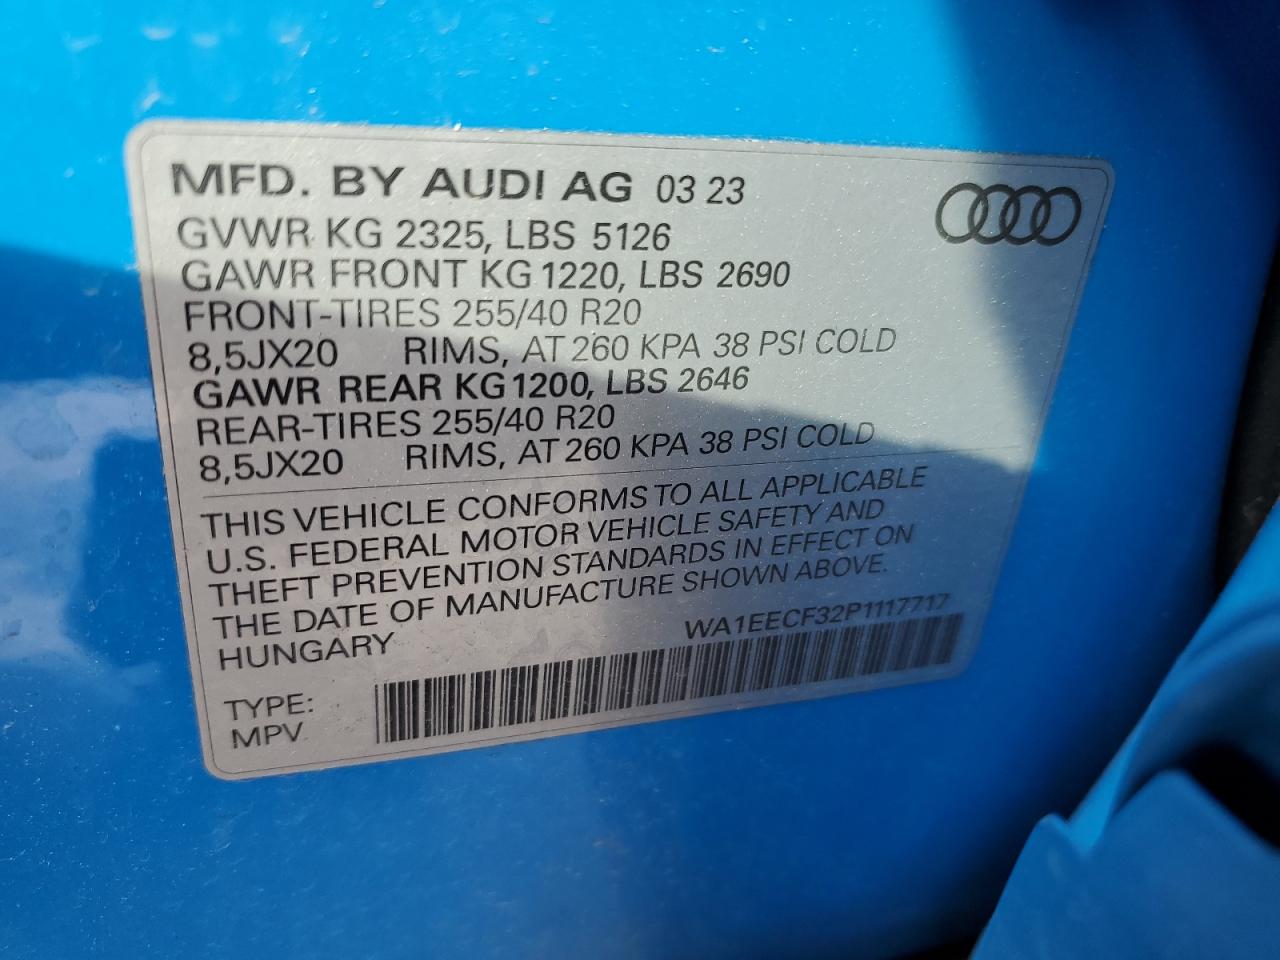 MFD. BY AUDI AG 03 23
GVWR KG 2325, LBS 5126
GAWR FRONT KG 1220, LBS 2690
FRONT-TIRES 255/40 R20
8,5JX20 RIMS, AT 260 KPA 38 PSI COLD
GAWR REAR KG 1200, LBS 2646
REAR-TIRES 255/40 R20
8,5JX20 RIMS, AT 260 KPA 38 PSI COLD
THIS VEHICLE CONFORMS TO ALL APPLICABLE
U.S. FEDERAL MOTOR VEHICLE SAFETY AND
THEFT PREVENTION STANDARDS IN EFFECT ON
THE DATE OF MANUFACTURE SHOWN ABOVE.
HUNGARY WA1EECF32P1117717
TYPE:
MPV